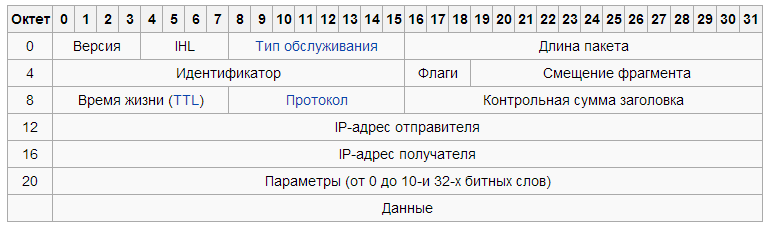 Октет 0 1 2 3 4 5 6 7 8 9 10 11 12 13 14 15 16 17 18 19 20 21 22 23 24 25 26 27 28 29 30 31
0 Версия IHL Тип обслуживания Длина пакета
4 Идентификатор Флаги Смещение фрагмента
8 Время жизни (TTL) Протокол Контрольная сумма заголовка
12 IP-адрес отправителя
16 IP-адрес получателя
20 Параметры (от 0 до 10-и 32-х битных слов)
Данные